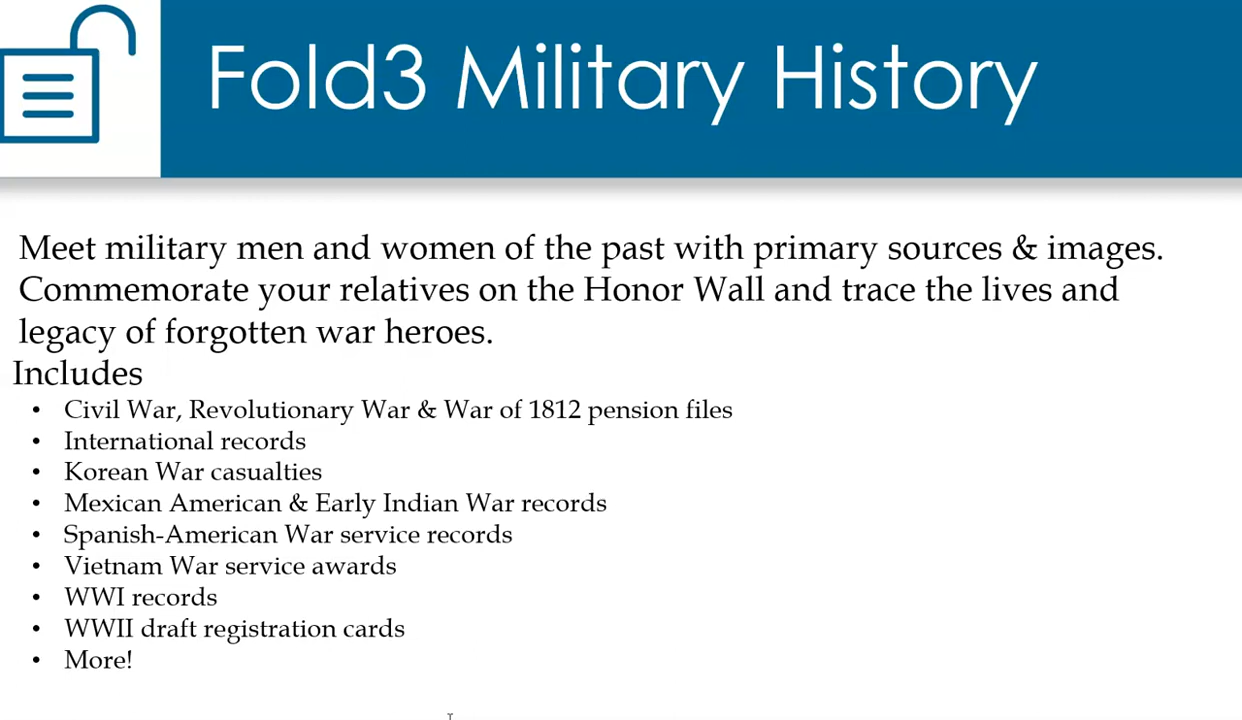 Fold3 Military History
Meet military men and women of the past with primary sources & images.
Commemorate your relatives on the Honor Wall and trace the lives and
legacy of forgotten war heroes.
Includes
• Civil War, Revolutionary War & War of 1812 pension files
• International records
• Korean War casualties
• Mexican American & Early Indian War records
• Spanish-American War service records
• Vietnam War service awards
• WWI records
• WWII draft registration cards
• More!